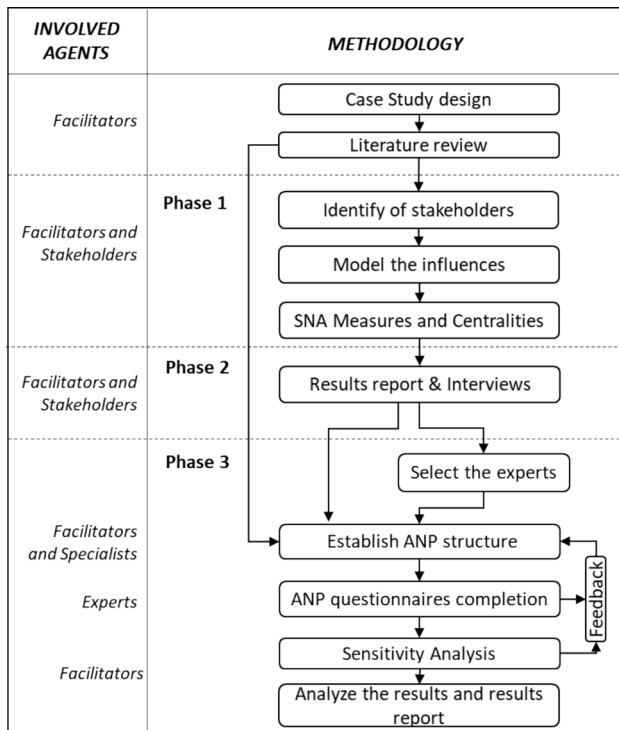 INVOLVED
AGENTS
METHODOLOGY
Facilitators
Case Study design
Literature review
Phase 1
Facilitators and
Stakeholders
Identify of stakeholders
Model the influences
SNA Measures and Centralities
Phase 2
Facilitators and
Stakeholders
Results report & Interviews
Phase 3
Select the experts
Facilitators
and Specialists
Establish ANP structure
Feedback
Experts
ANP questionnaires completion
Sensitivity Analysis
Facilitators
Analyze the results and results
report